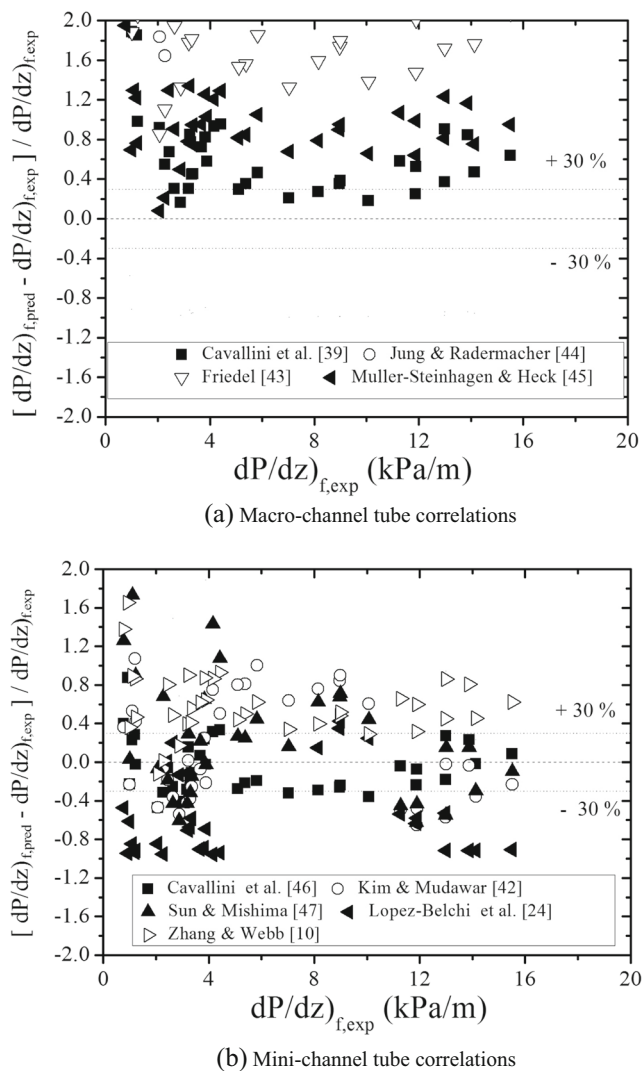 2.0
1.6
1.2
0.8
0.4
0.0
-0.4
-0.8
-1.2
-1.6
-2.0
[ dP/dz)f,pred - dP/dz)f,exp ] / dP/dz)f,exp
+ 30 %
- 30 %
Cavallini et al. [39] Jung & Radermacher [44]
Friedel [43] Muller-Steinhagen & Heck [45]
0 4 8 12 16 20
dP/dz)f,exp (kPa/m)
(a) Macro-channel tube correlations
2.0
1.6
1.2
0.8
0.4
0.0
-0.4
-0.8
-1.2
-1.6
-2.0
[ dP/dz)f,pred - dP/dz)f,exp ] / dP/dz)f,exp
+ 30 %
- 30 %
Cavallini et al. [46] Kim & Mudawar [42]
Sun & Mishima [47] Lopez-Belchi et al. [24]
Zhang & Webb [10]
0 4 8 12 16 20
dP/dz)f,exp (kPa/m)
(b) Mini-channel tube correlations